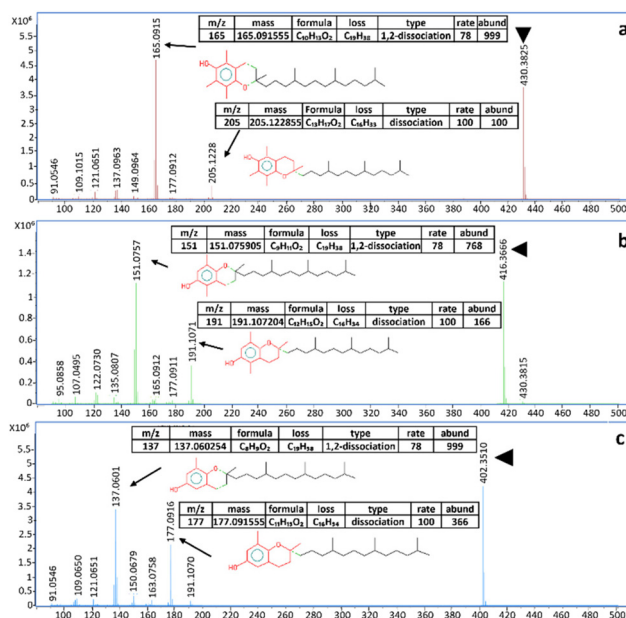 X10⁶
a
m/z mass formula loss type rate abund
165 165.091555 C₁₀H₁₃O₂ C₁₉H₃₈ 1,2-dissociation 78 999
165.0915
430.3825
HO
O
m/z mass Formula loss type rate abund
205 205.122855 C₁₃H₁₇O₂ C₁₆H₃₃ dissociation 100 100
HO
O
5
4.5
4
3.5
3
2.5
2
1.5
1
0.5
0
91.0546
109.1015
121.0651
137.0963
149.0964
177.0912
205.1228
80 100 120 140 160 180 200 220 240 260 280 300 320 340 360 380 400 420 440 460 480 500
X10⁶
b
m/z mass formula loss type rate abund
151 151.075905 C₉H₁₁O₂ C₁₉H₃₈ 1,2-dissociation 78 768
151.0757
416.3666
HO
O
m/z mass formula loss type rate abund
191 191.107204 C₁₂H₁₅O₂ C₁₆H₃₄ dissociation 100 166
HO
O
1.4
1.2
1
0.8
0.6
0.4
0.2
0
95.0858
107.0495
122.0730
135.0807
165.0912
177.0911
191.1071
430.3815
80 100 120 140 160 180 200 220 240 260 280 300 320 340 360 380 400 420 440 460 480 500
X10⁶
c
m/z mass formula loss type rate abund
137 137.060254 C₈H₉O₂ C₁₉H₃₈ 1,2-dissociation 78 999
137.0601
402.3510
HO
O
m/z mass formula loss type rate abund
177 177.091555 C₁₁H₁₅O₂ C₁₆H₃₄ dissociation 100 366
HO
O
5.5
5
4.5
4
3.5
3
2.5
2
1.5
1
0.5
0
91.0546
109.0650
121.0651
150.0679
163.0758
177.0916
191.1070
80 100 120 140 160 180 200 220 240 260 280 300 320 340 360 380 400 420 440 460 480 500